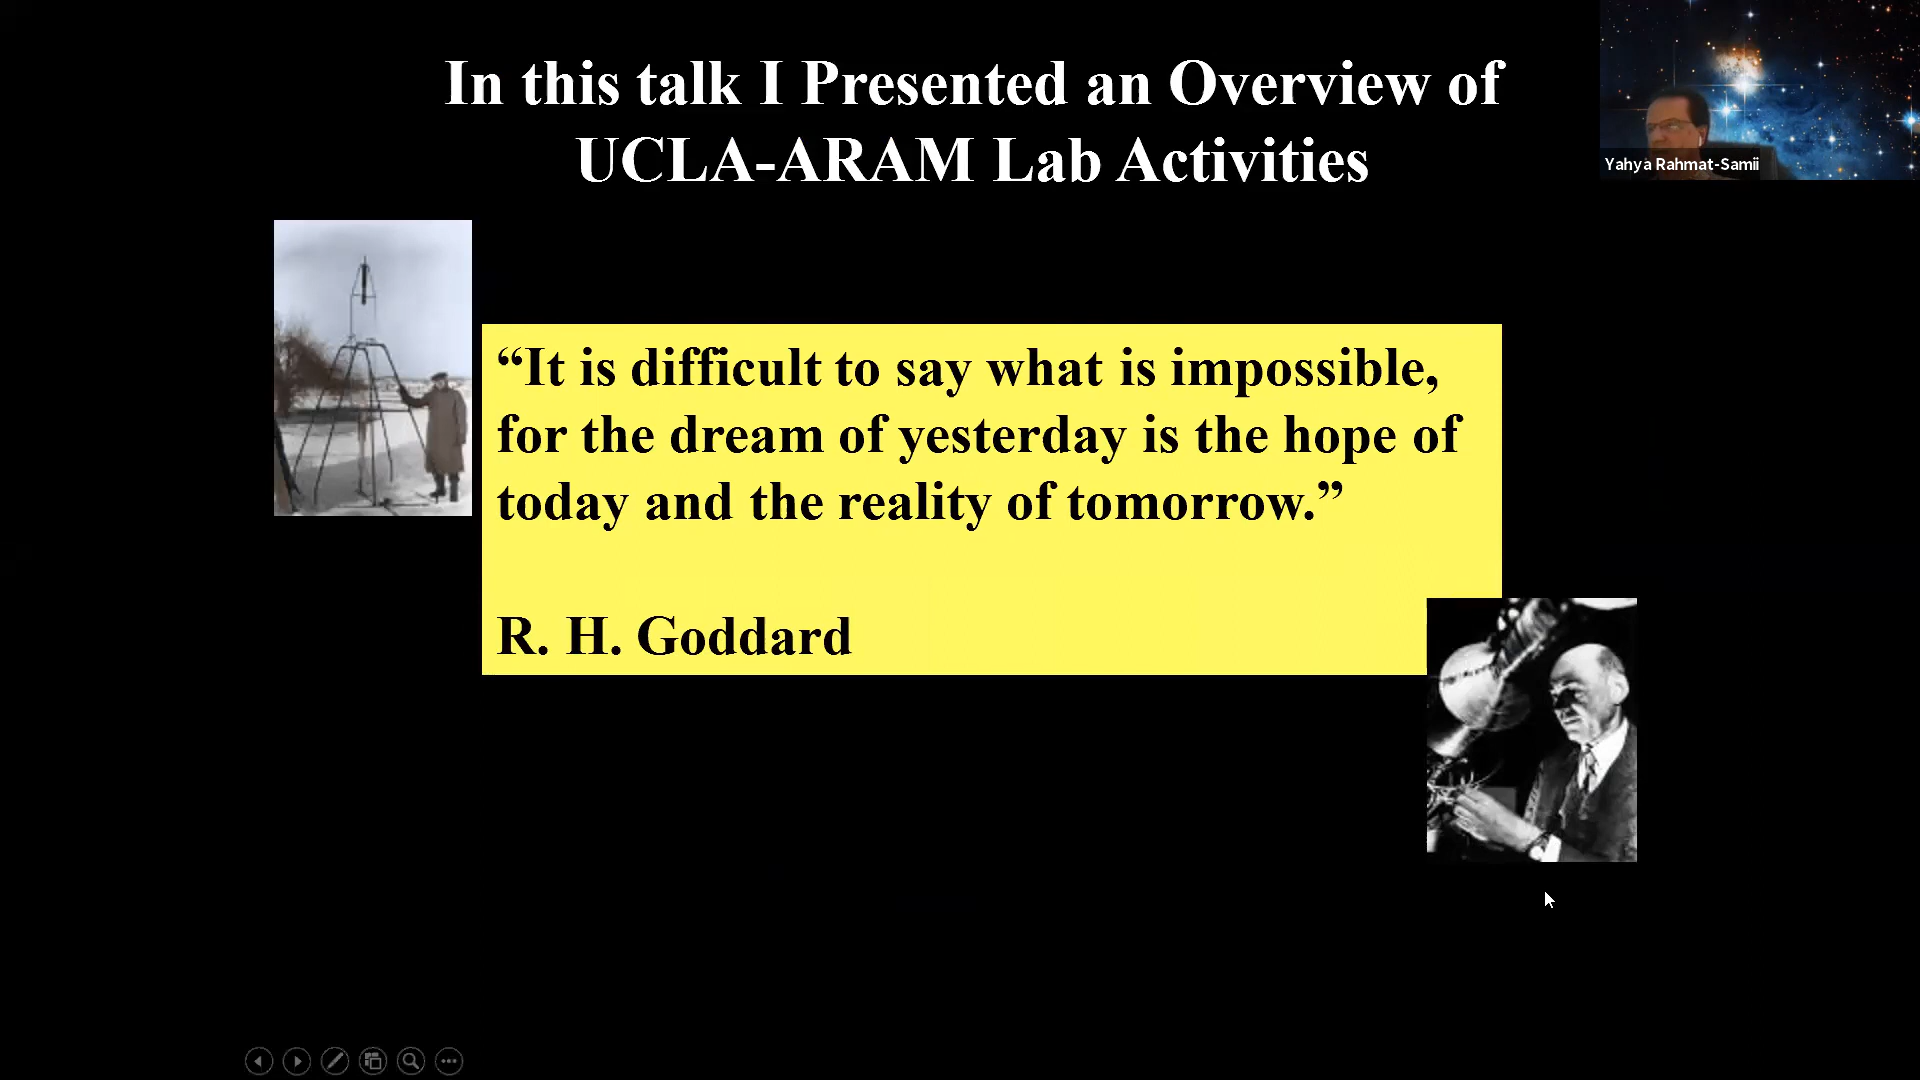 In this talk I Presented an Overview of
UCLA-ARAM Lab Activities
Yahya Rahmat-Samii
“It is difficult to say what is impossible,
for the dream of yesterday is the hope of
today and the reality of tomorrow.”
R. H. Goddard